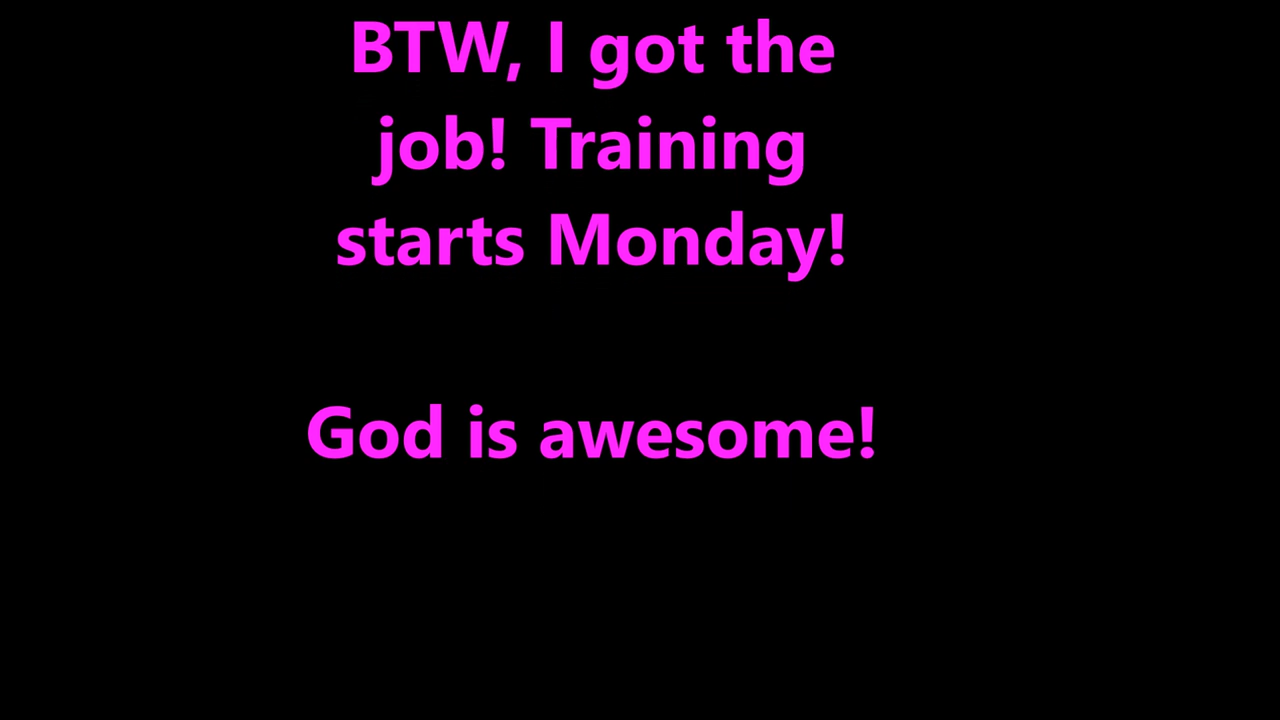 BTW, I got the
job! Training
starts Monday!
God is awesome!